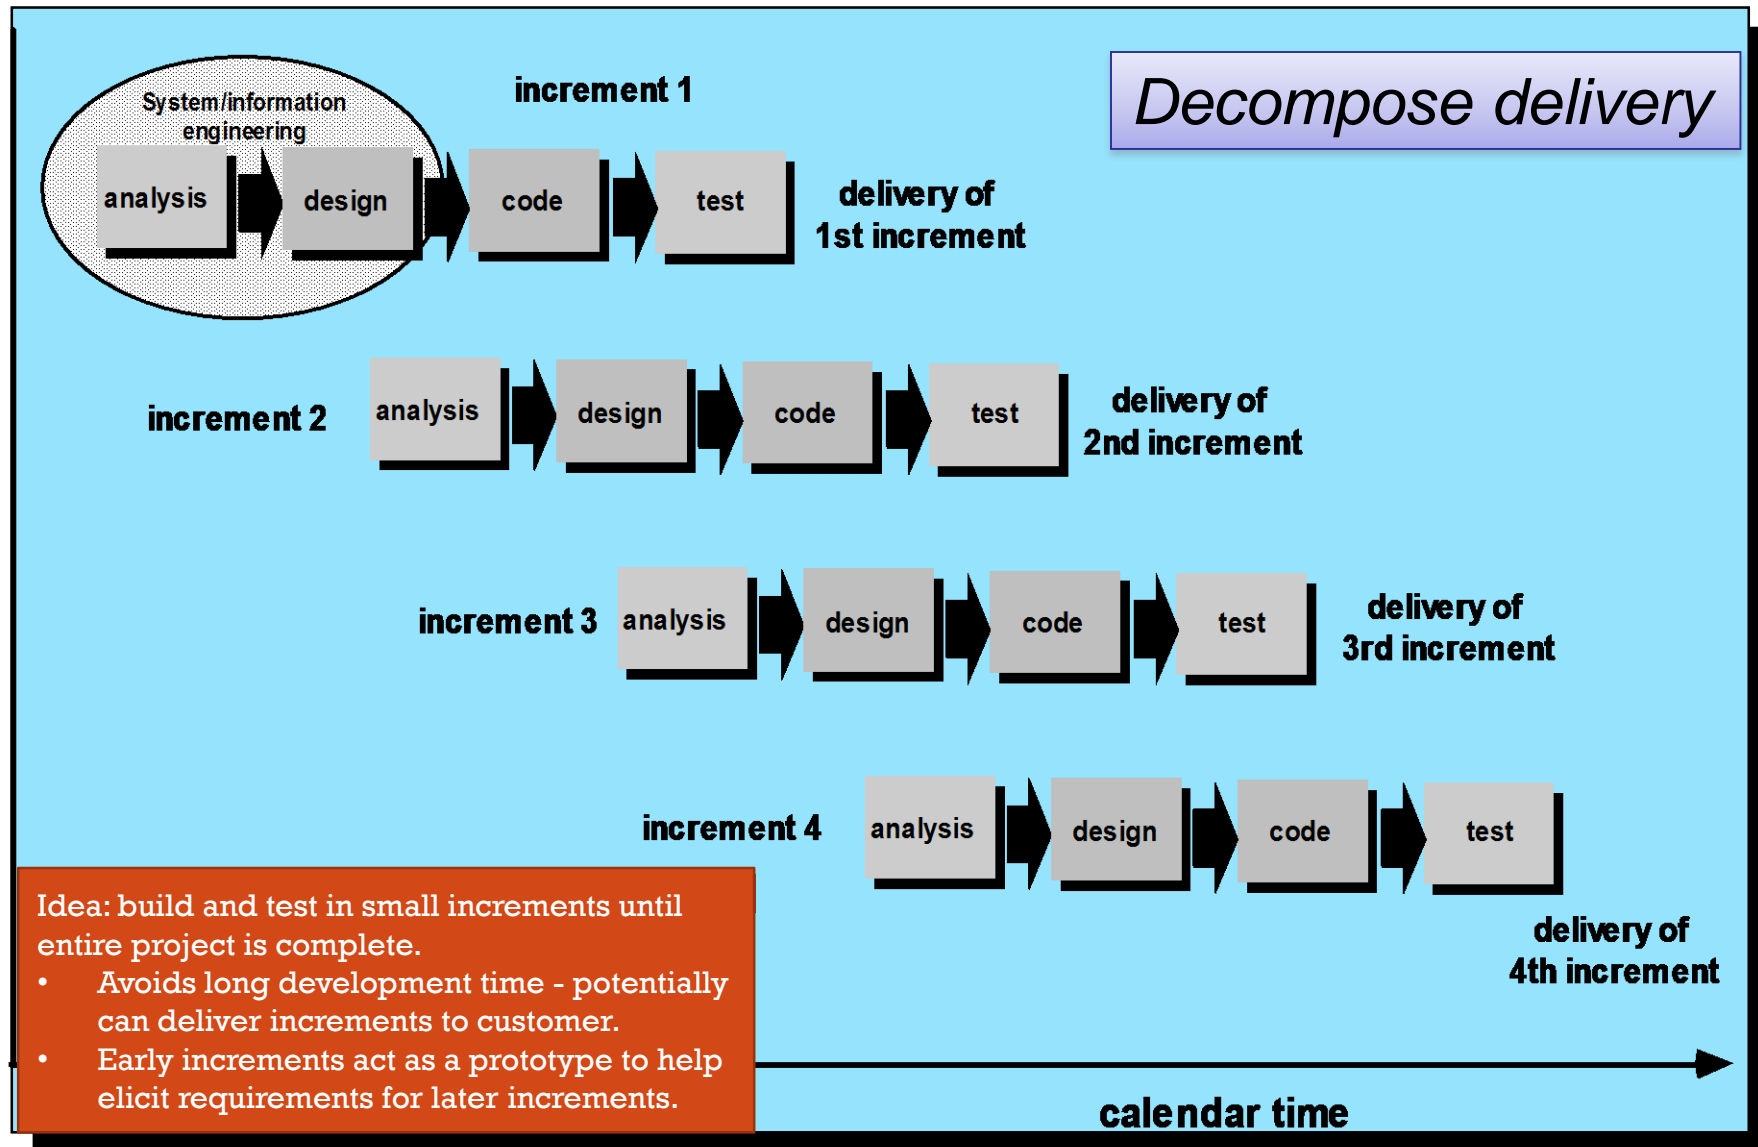 Decompose delivery
System/information
engineering
increment 1
analysis
design
code
test
delivery of
1st increment
increment 2
analysis
design
code
test
delivery of
2nd increment
increment 3
analysis
design
code
test
delivery of
3rd increment
increment 4
analysis
design
code
test
delivery of
4th increment
Idea: build and test in small increments until
entire project is complete.
• Avoids long development time - potentially
can deliver increments to customer.
• Early increments act as a prototype to help
elicit requirements for later increments.
calendar time